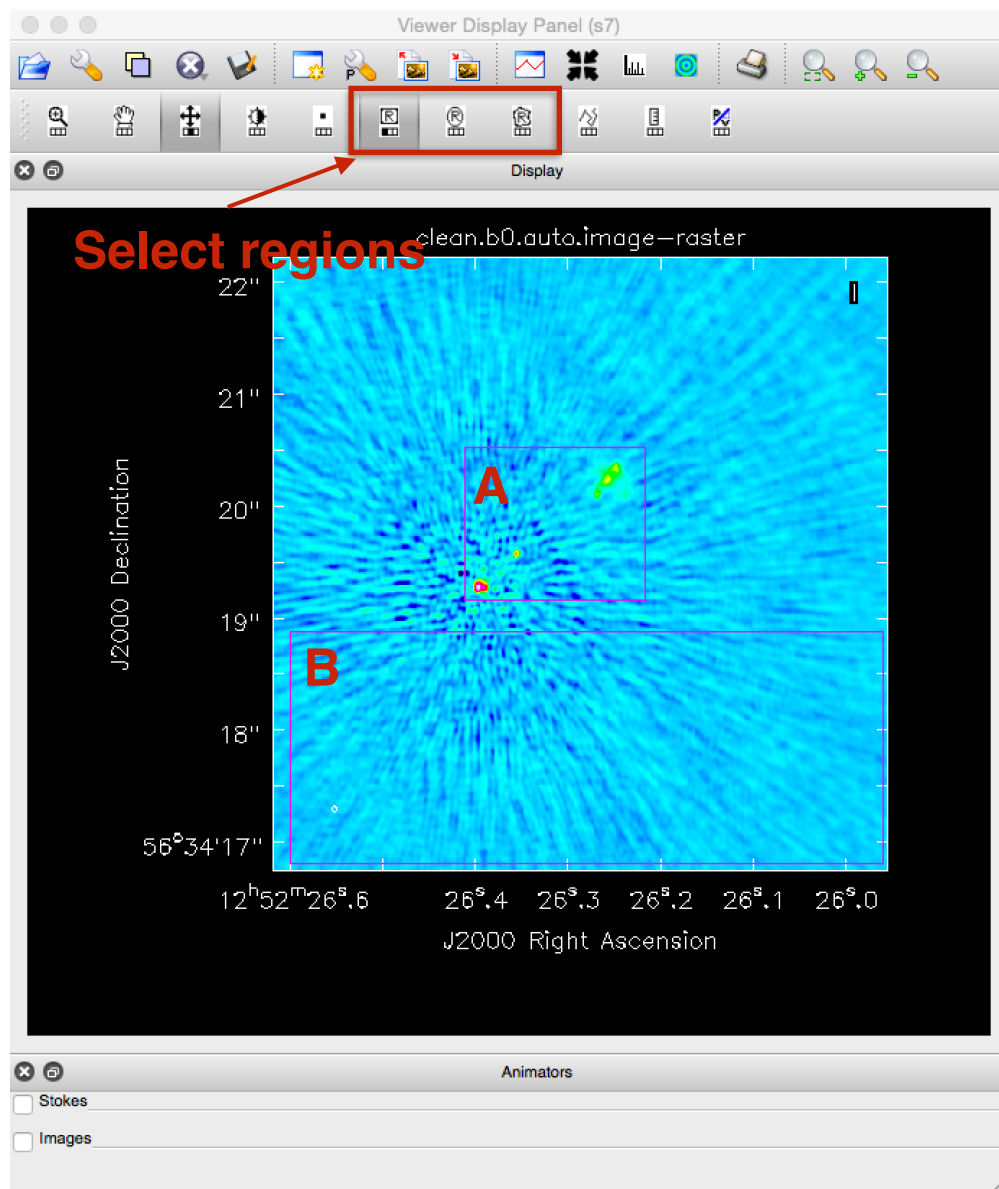 Viewer Display Panel (s7)
P
R
R
R
P/V
Display
Select regions
clean.b0.auto.image-raster
I
22"
21"
20"
19"
18"
56°34'17"
J2000 Declination
A
B
12ʰ52ᵐ26ˢ.6
26ˢ.4
26ˢ.3
26ˢ.2
26ˢ.1
26ˢ.0
J2000 Right Ascension
Animators
Stokes
Images